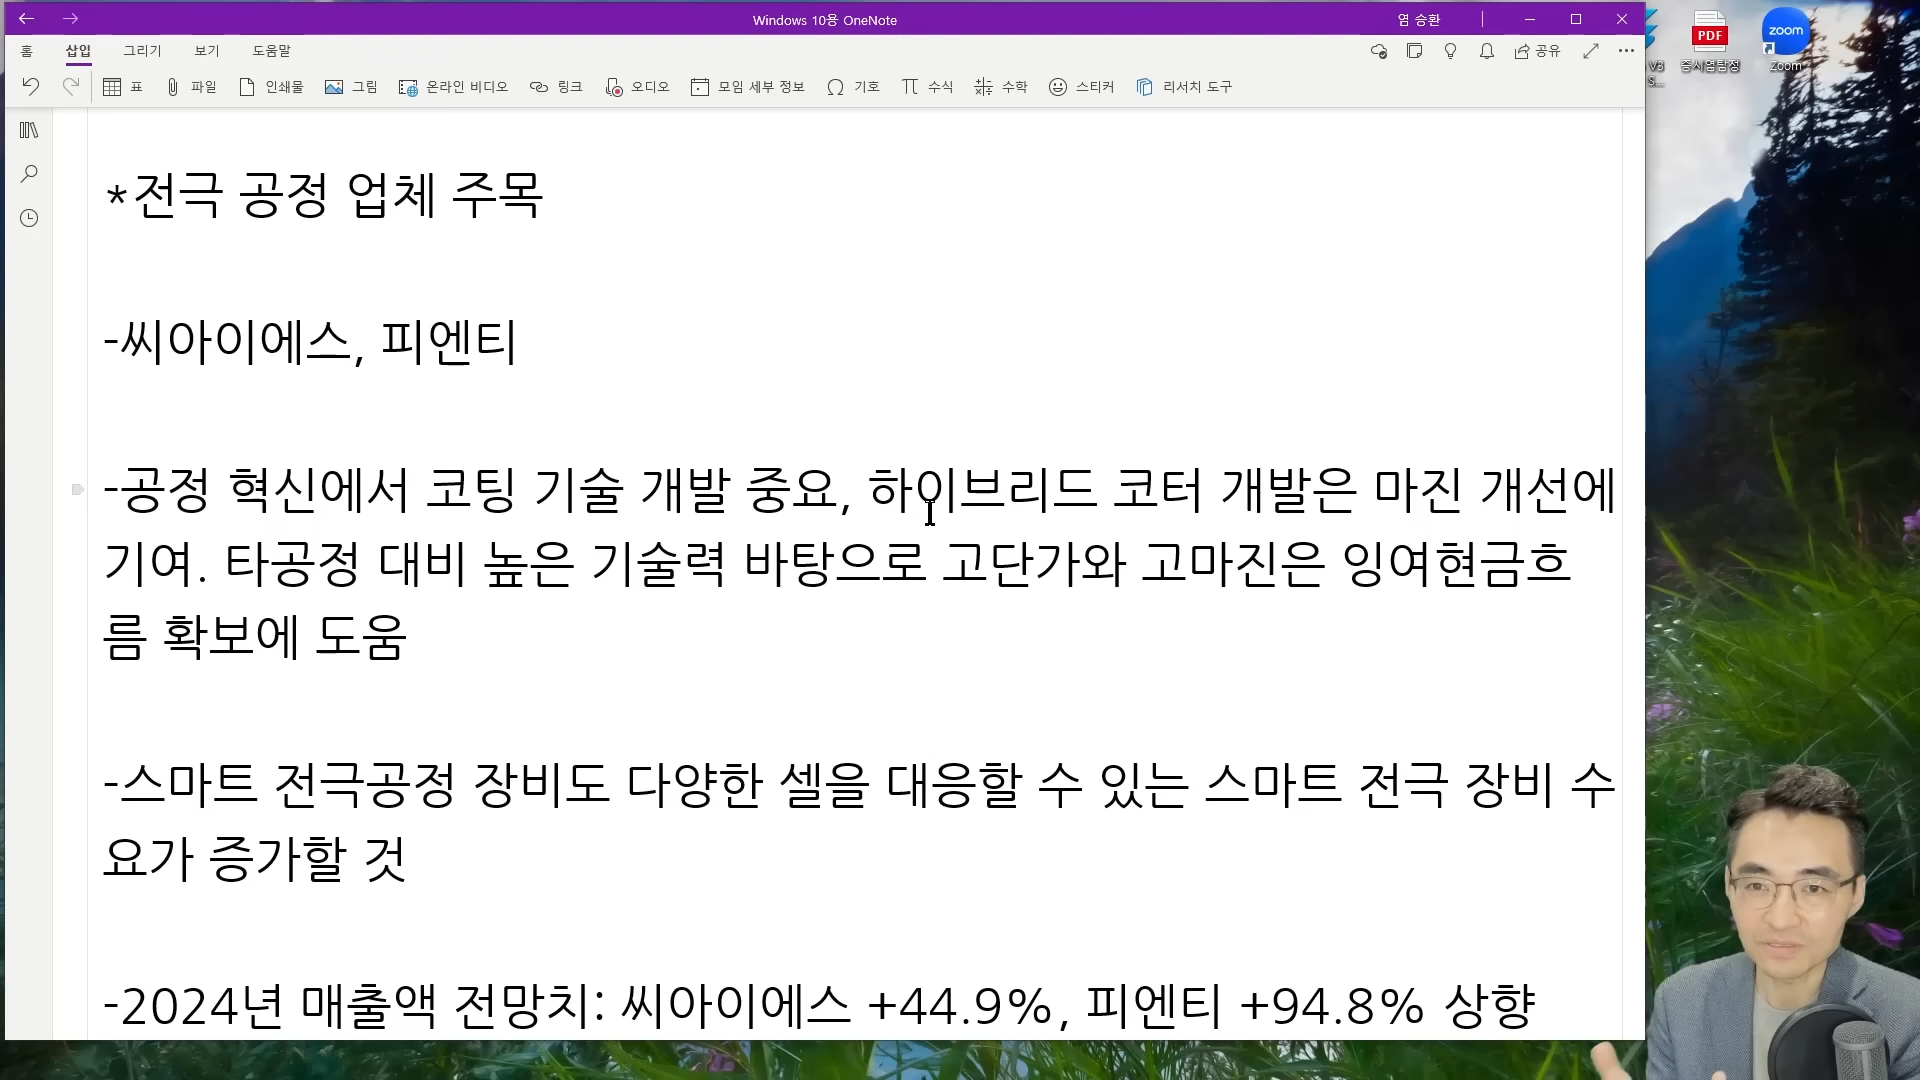 Windows 10용 OneNote
염 승환
홈 삽입 그리기 보기 도움말
공유
표 파일 인쇄물 그림 온라인 비디오 링크 오디오 모임 세부 정보 기호 수식 수학 스티커 리서치 도구
PDF
zoom
V3 증시염탐정 Zoom
S...
*전극 공정 업체 주목
-씨아이에스, 피엔티
-공정 혁신에서 코팅 기술 개발 중요, 하이브리드 코터 개발은 마진 개선에
기여. 타공정 대비 높은 기술력 바탕으로 고단가와 고마진은 잉여현금흐
름 확보에 도움
-스마트 전극공정 장비도 다양한 셀을 대응할 수 있는 스마트 전극 장비 수
요가 증가할 것
-2024년 매출액 전망치: 씨아이에스 +44.9%, 피엔티 +94.8% 상향